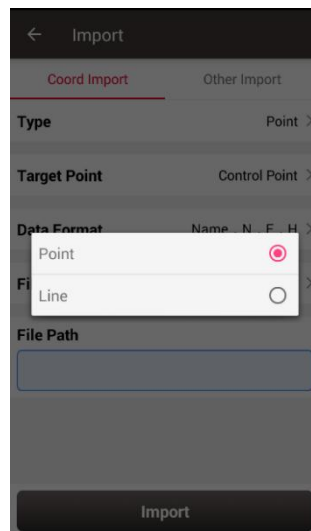 Import
Coord Import Other Import
Type Point
Target Point Control Point
Data Format Name , N , E , H
Point
Fi
Line
File Path
Import